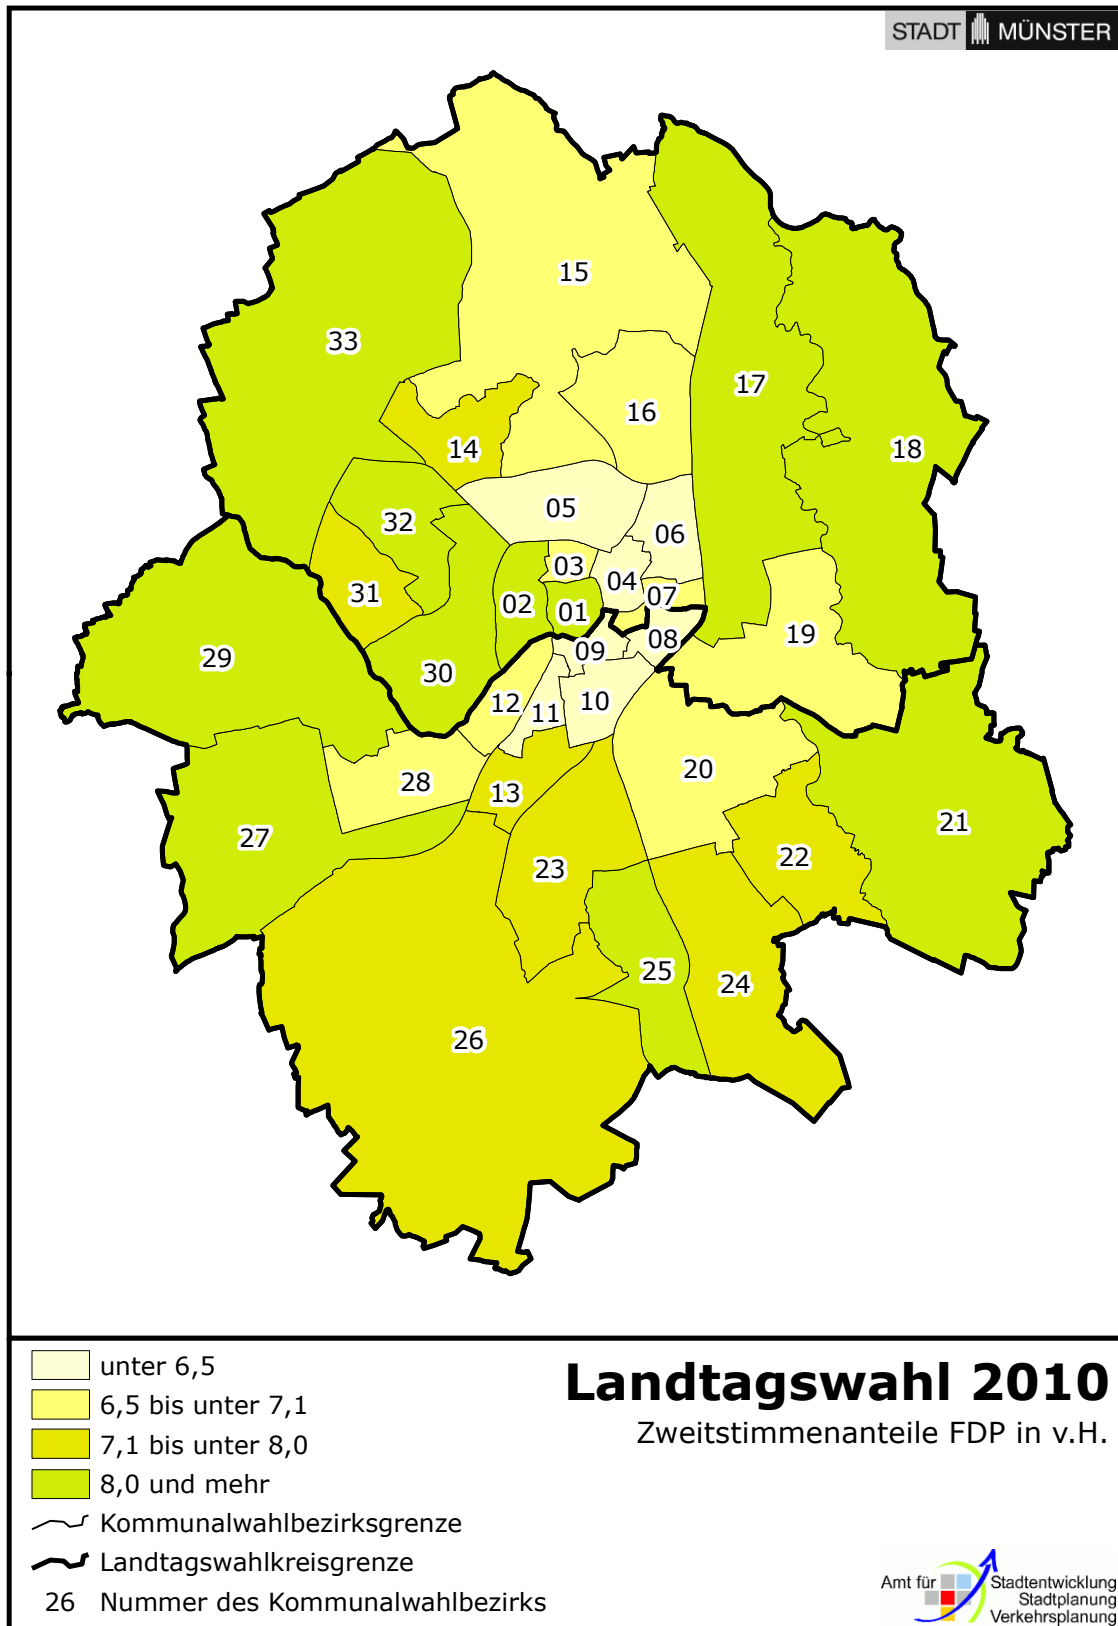 STADT MÜNSTER
15
33
17
16
14
18
05
32
06
03
04
31
07
02
01
19
08
09
29
30
12
10
11
20
28
13
21
27
22
23
25
24
26
unter 6,5
6,5 bis unter 7,1
7,1 bis unter 8,0
8,0 und mehr
Kommunalwahlbezirksgrenze
Landtagswahlkreisgrenze
26 Nummer des Kommunalwahlbezirks
Landtagswahl 2010
Zweitstimmenanteile FDP in v.H.
Amt für Stadtentwicklung
Stadtplanung
Verkehrsplanung